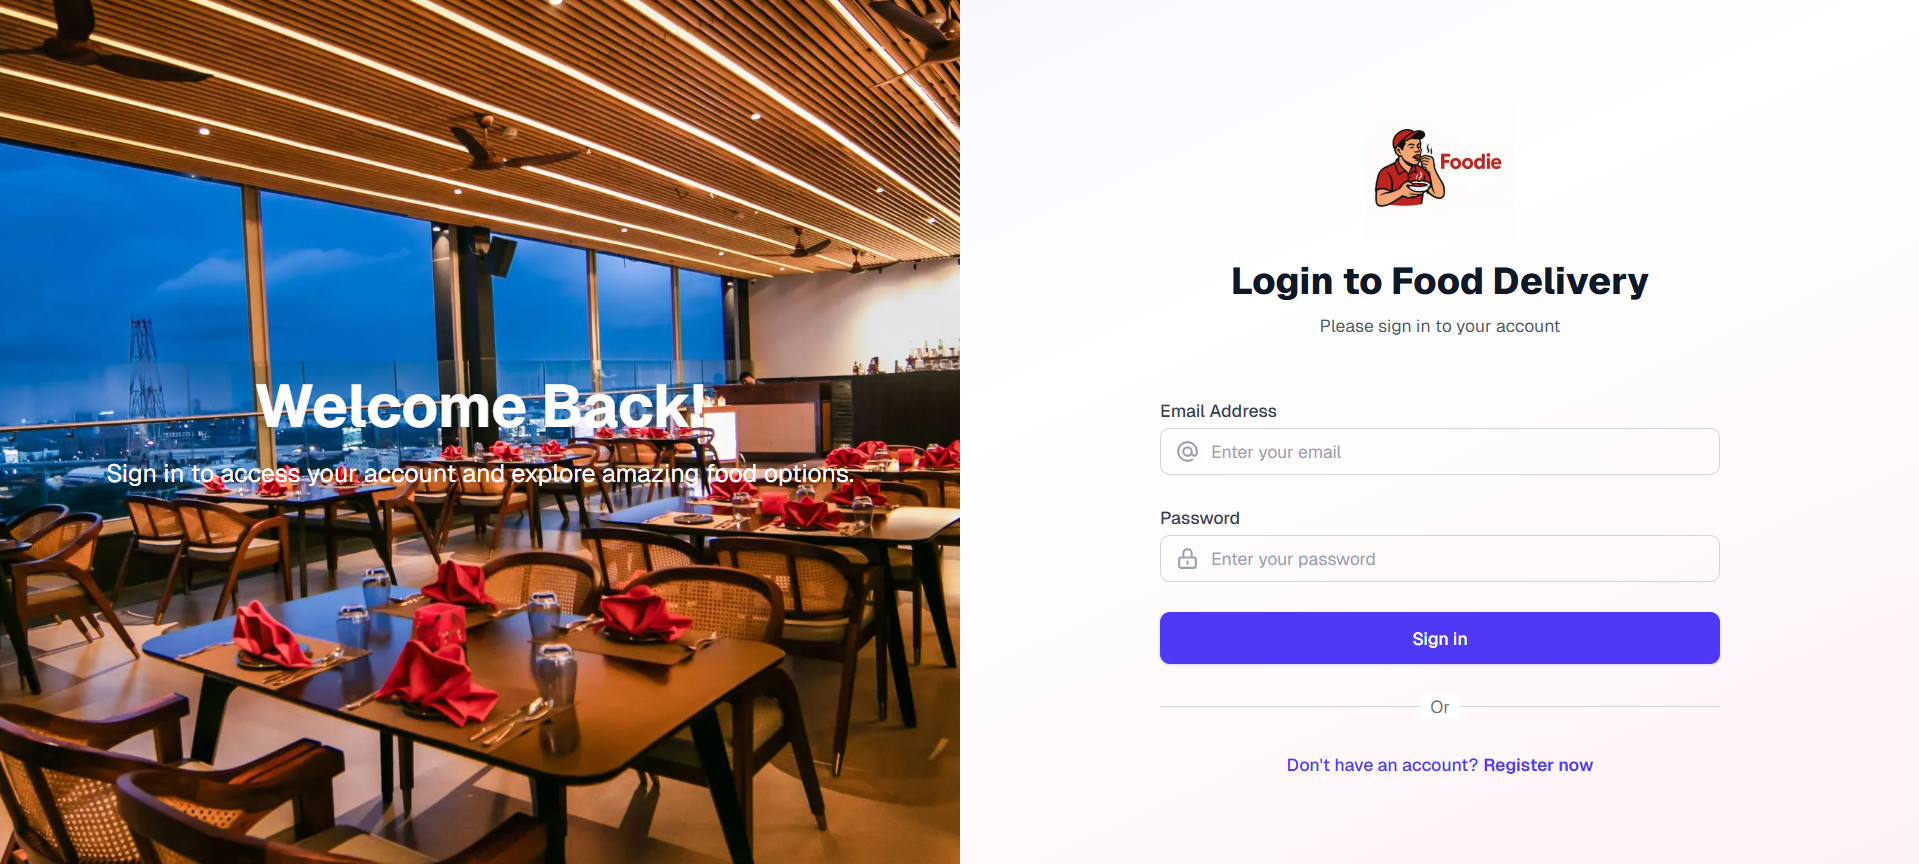 Welcome Back!
Sign in to access your account and explore amazing food options.
Foodie
Login to Food Delivery
Please sign in to your account
Email Address
Enter your email
Password
Enter your password
Sign in
Or
Don't have an account? Register now